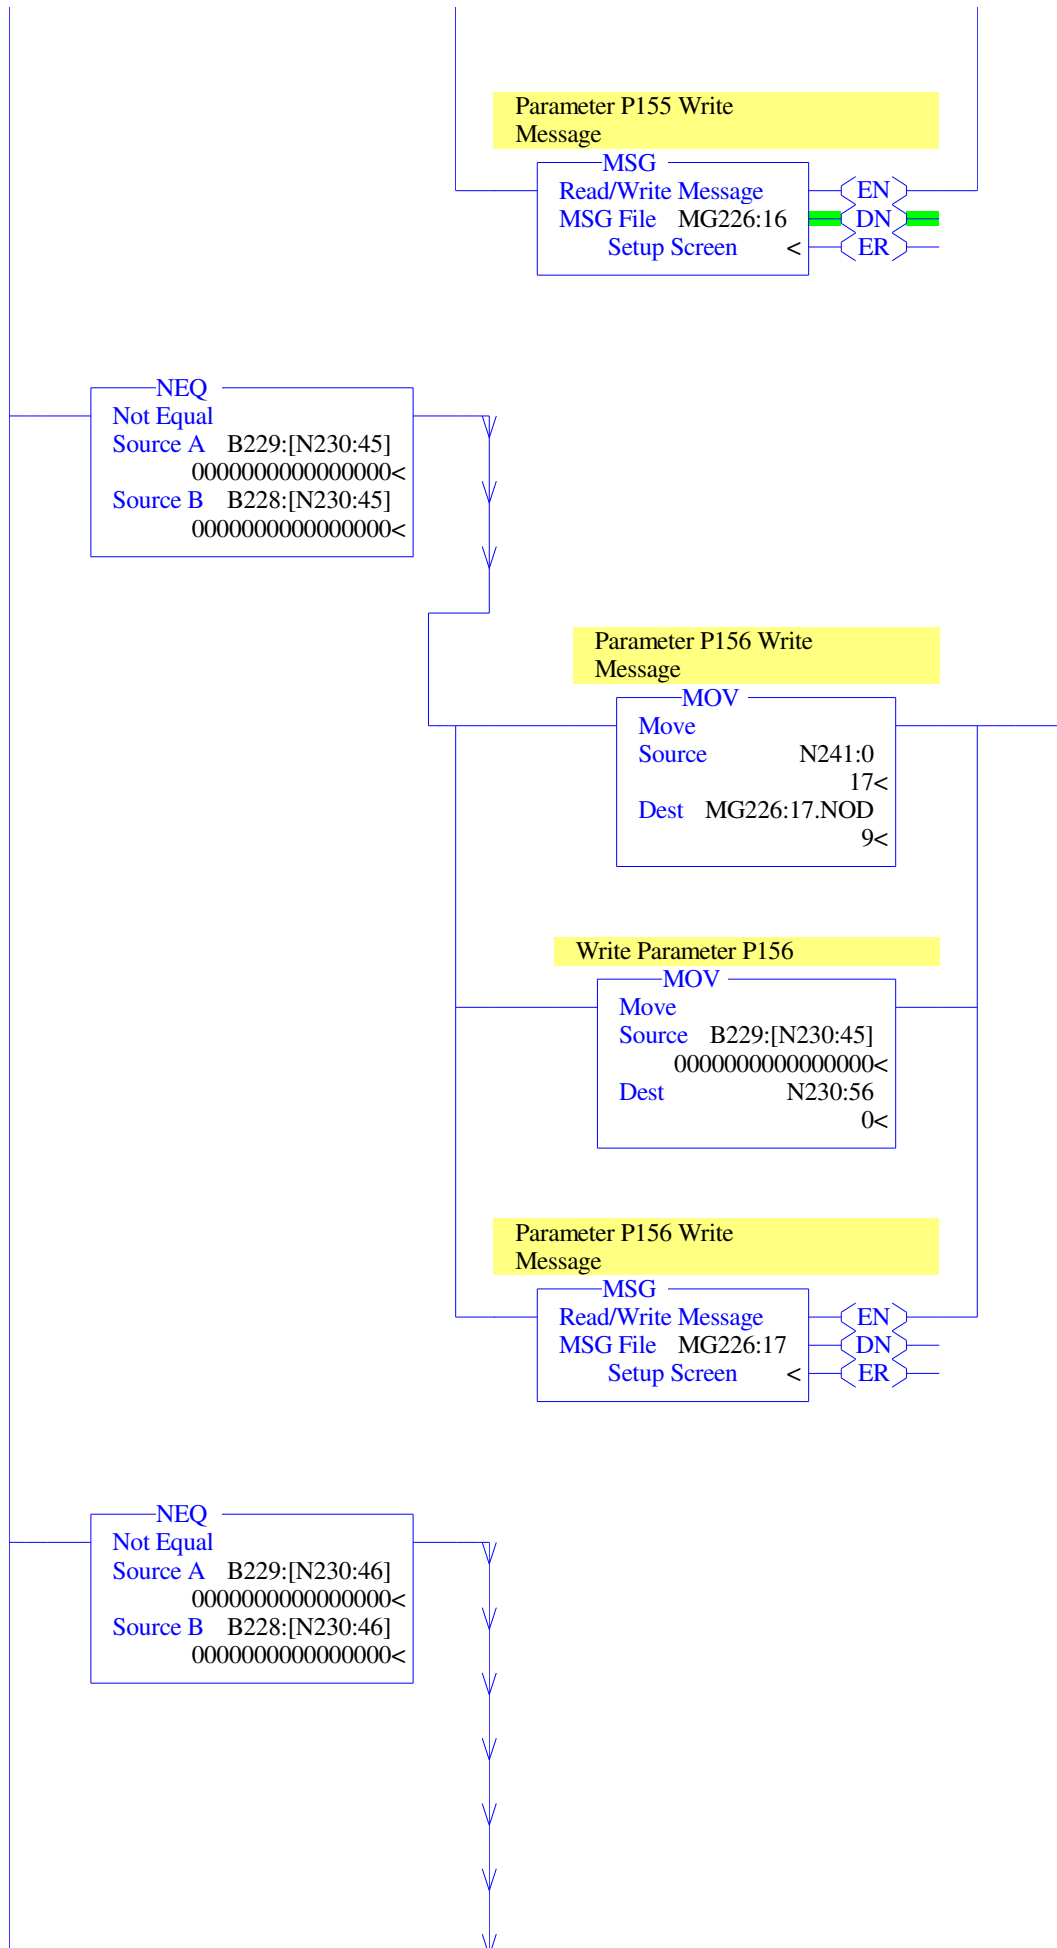 Parameter P155 Write
Message
MSG
Read/Write Message
EN
MSG File MG226:16
DN
Setup Screen <
ER
NEQ
Not Equal
Source A B229:[N230:45]
0000000000000000<
Source B B228:[N230:45]
0000000000000000<
Parameter P156 Write
Message
MOV
Move
Source N241:0
17<
Dest MG226:17.NOD
9<
Write Parameter P156
MOV
Move
Source B229:[N230:45]
0000000000000000<
Dest N230:56
0<
Parameter P156 Write
Message
MSG
Read/Write Message
EN
MSG File MG226:17
DN
Setup Screen <
ER
NEQ
Not Equal
Source A B229:[N230:46]
0000000000000000<
Source B B228:[N230:46]
0000000000000000<